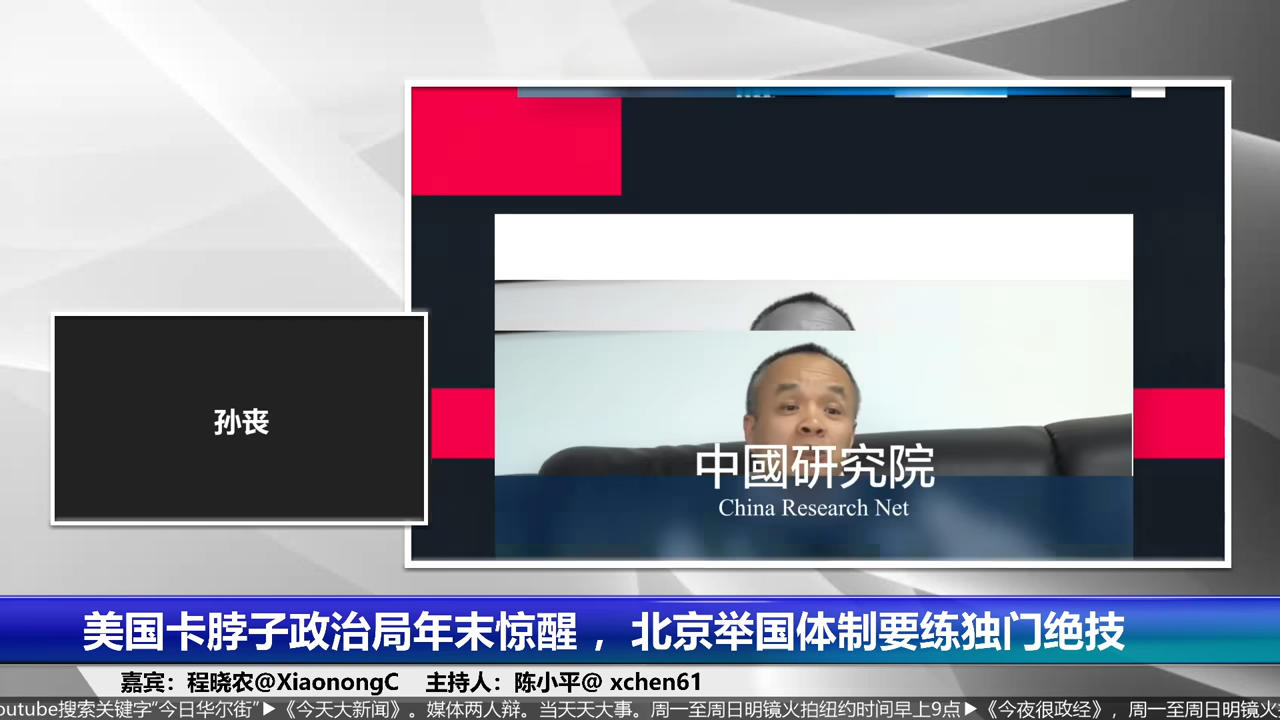 孙丧
中國研究院
China Research Net
美国卡脖子政治局年末惊醒，北京举国体制要练独门绝技
嘉宾：程晓农@XiaonongC 主持人：陈小平@ xchen61
outube搜索关键字“今日华尔街”▶《今天大新闻》。媒体两人辩。当天天大事。周一至周日明镜火拍纽约时间早上9点▶《今夜很政经》，周一至周日明镜火